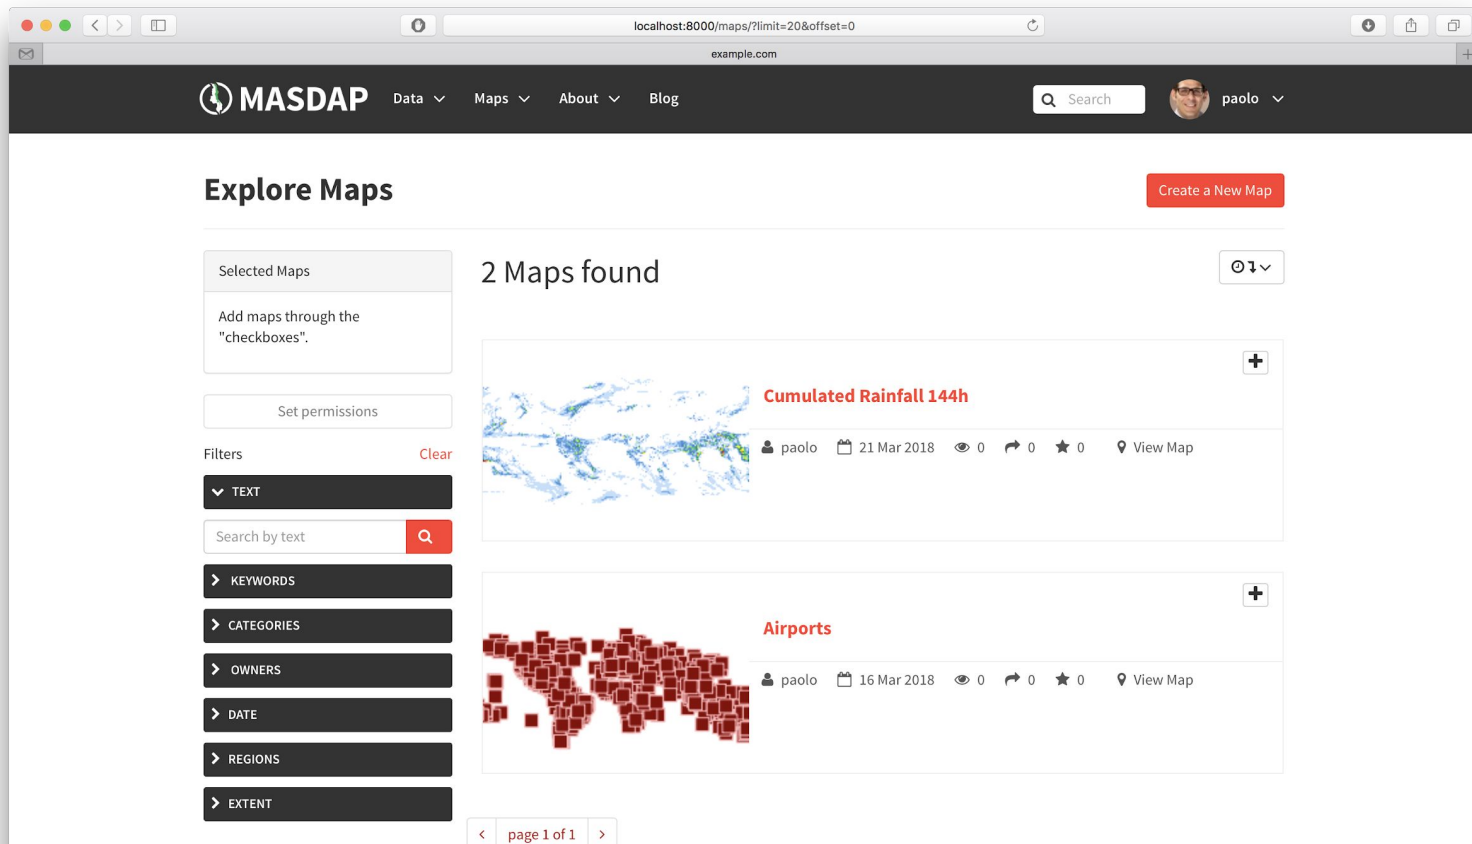 localhost:8000/maps/?limit=20&offset=0
example.com
MASDAP Data Maps About Blog Search paolo
Explore Maps
Create a New Map
Selected Maps
Add maps through the
"checkboxes".
Set permissions
Filters Clear
TEXT
Search by text
KEYWORDS
CATEGORIES
OWNERS
DATE
REGIONS
EXTENT
2 Maps found
Cumulated Rainfall 144h
paolo 21 Mar 2018 0 0 0 View Map
Airports
paolo 16 Mar 2018 0 0 0 View Map
page 1 of 1